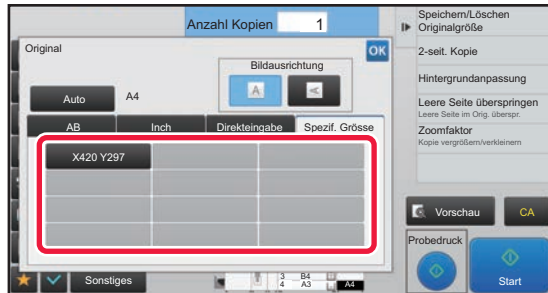 Anzahl Kopien 1
Original
OK
Bildausrichtung
A
A
Auto A4
AB Inch Direkteingabe Spezif. Grösse
X420 Y297
Speichern/Löschen
Originalgröße
2-seit. Kopie
Hintergrundanpassung
Leere Seite überspringen
Leere Seite im Orig. überspr.
Zoomfaktor
Kopie vergrößern/verkleinern
Vorschau
CA
Probedruck
Start
Sonstiges
3 B4
4 A3 A4